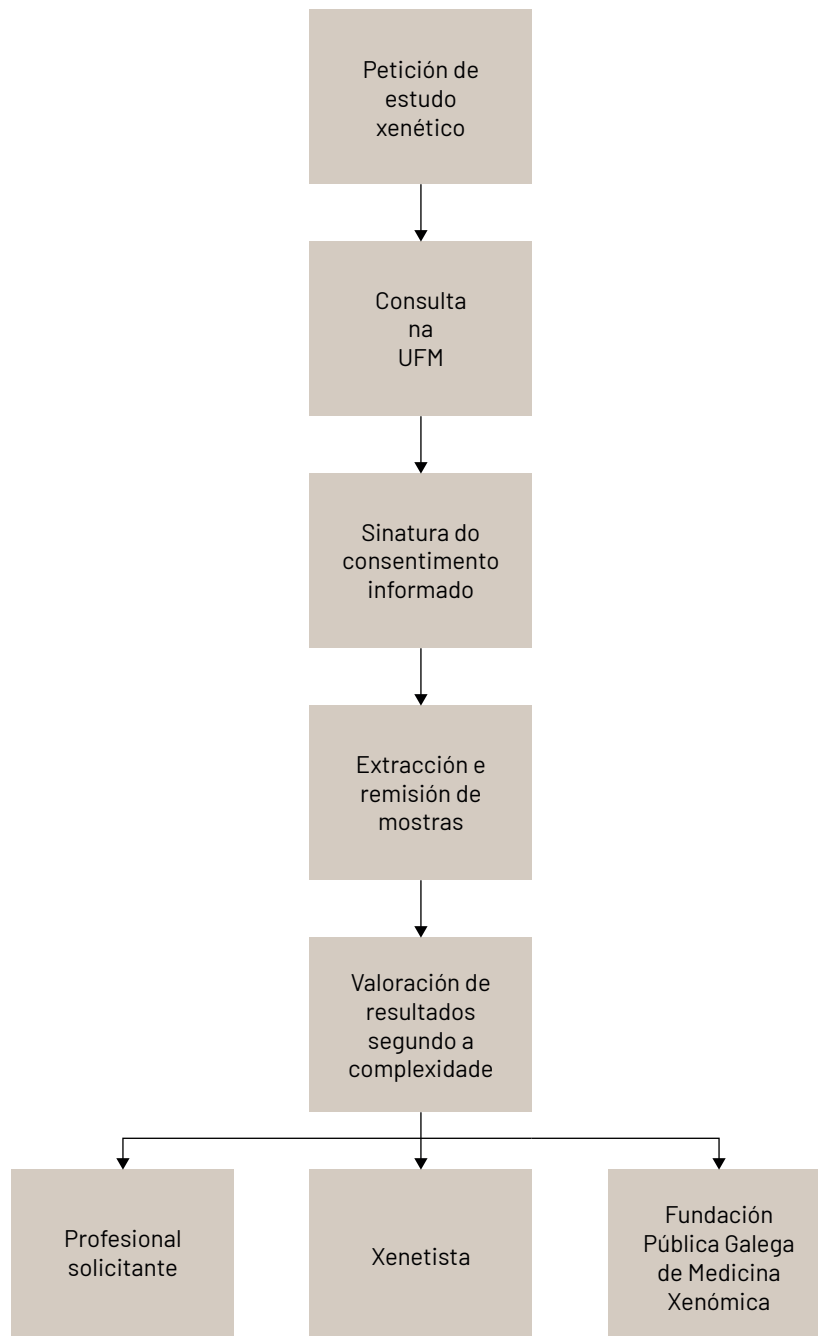 Petición de
estudo
xenético
Consulta
na
UFM
Sinatura do
consentimento
informado
Extracción e
remisión de
mostras
Valoración de
resultados
segundo a
complexidade
Profesional
solicitante
Xenetista
Fundación
Pública Galega
de Medicina
Xenómica